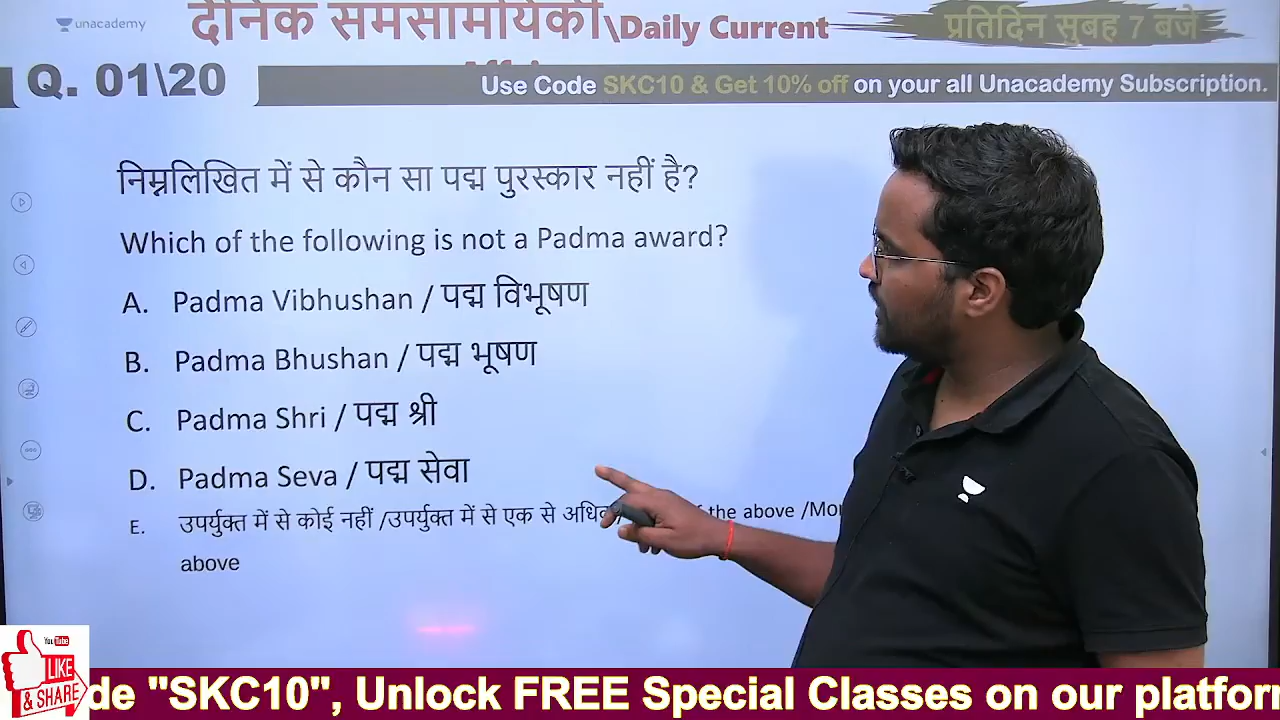 unacademy
दैनिक समसामयिकी\Daily Current
प्रतिदिन सुबह 7 बजे
Q. 01\20
Use Code SKC10 & Get 10% off on your all Unacademy Subscription.
निम्नलिखित में से कौन सा पद्म पुरस्कार नहीं है?
Which of the following is not a Padma award?
A. Padma Vibhushan / पद्म विभूषण
B. Padma Bhushan / पद्म भूषण
C. Padma Shri / पद्म श्री
D. Padma Seva / पद्म सेवा
E. उपर्युक्त में से कोई नहीं /उपर्युक्त में से एक से the above
above
YouTube
LIKE
& SHARE
"SKC10", Unlock FREE Special Classes on our